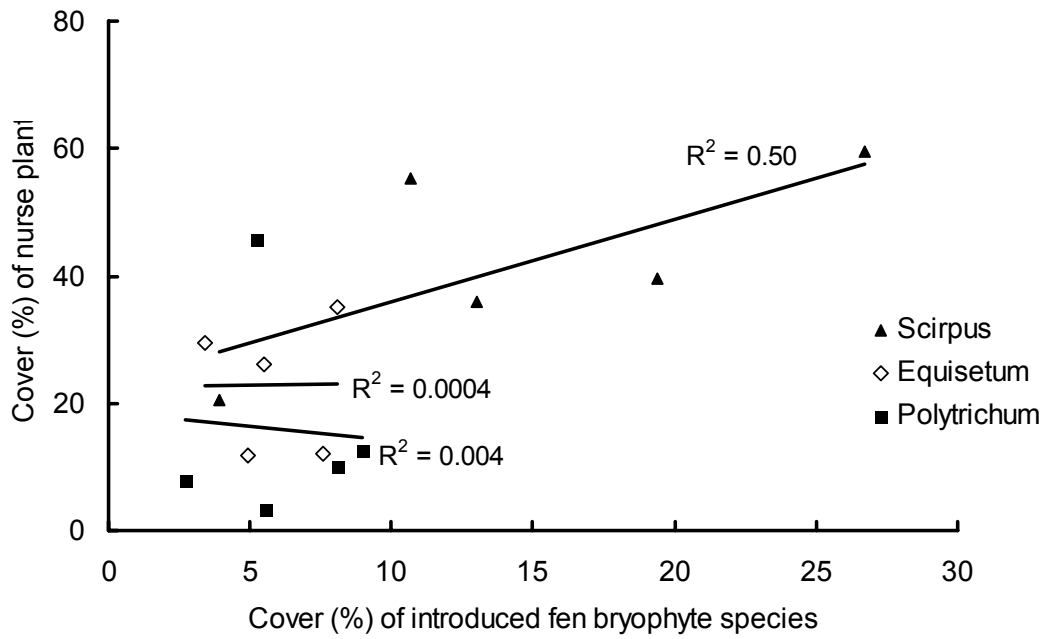 80
60
40
20
0
Cover (%) of nurse plant
R² = 0.50
R² = 0.0004
R² = 0.004
Scirpus
Equisetum
Polytrichum
0 5 10 15 20 25 30
Cover (%) of introduced fen bryophyte species